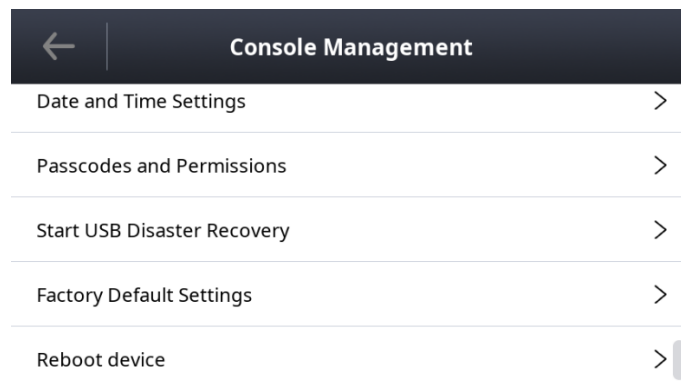 Console Management
Date and Time Settings
Passcodes and Permissions
Start USB Disaster Recovery
Factory Default Settings
Reboot device